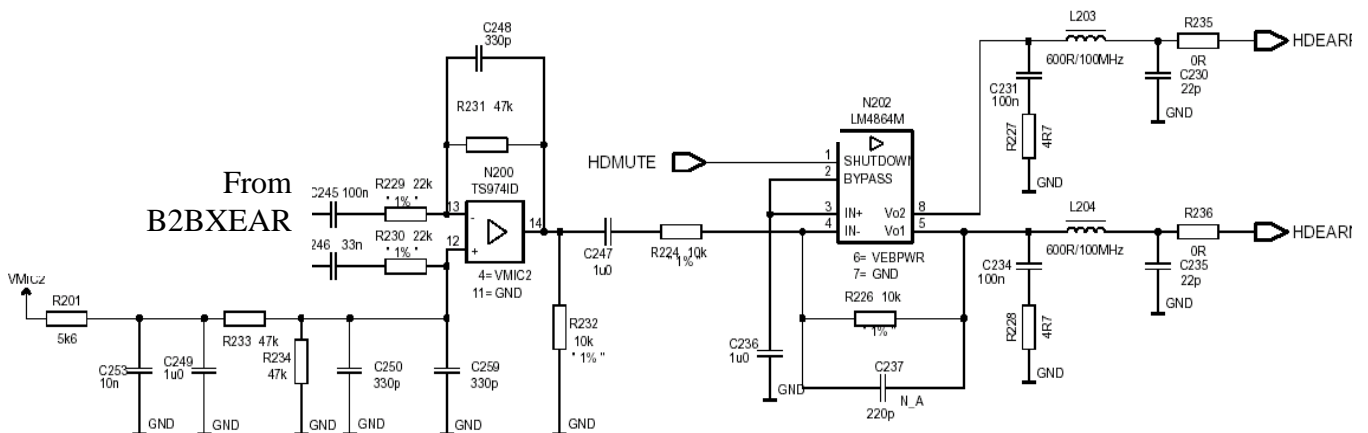 C248
330p
R231 47k
N200
TS974ID
From
B2BXEAR
C245 100n
R229 22k
" 1% "
13
-
14
246 33n
R230 22k
" 1% "
12
+
4= VMIC2
11= GND
VMIC2
R201
5k6
C253
10n
C249
1u0
R233 47k
R234
47k
C250
330p
C259
330p
R232
10k
" 1% "
GND
GND
GND
GND
GND
GND
C247
1u0
R224 10k
" 1% "
HDMUTE
N202
LM4864M
1
SHUTDOWN
2
BYPASS
3
IN+
Vo2
8
4
IN-
Vo1
5
6= VEBPWR
7= GND
R226 10k
" 1% "
C236
1u0
GND
C237
220p
N_A
L203
600R/100MHz
R235
0R
HDEARP
C231
100n
R227
4R7
GND
C230
22p
GND
L204
600R/100MHz
R236
0R
HDEARN
C234
100n
R228
4R7
GND
C235
22p
GND